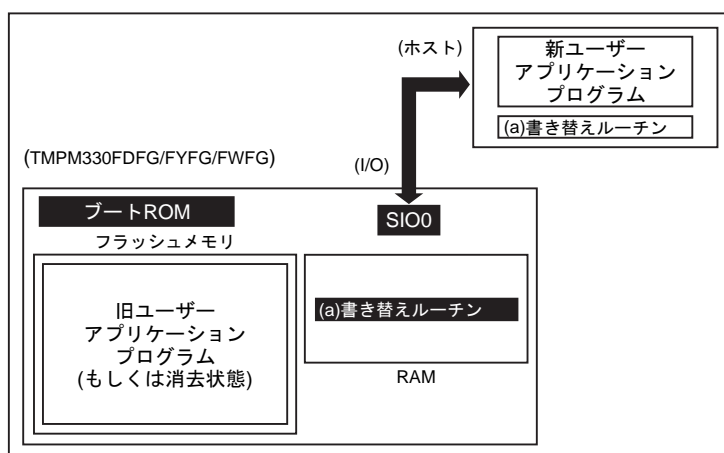 (ホスト)
新ユーザー
アプリケーション
プログラム
(a)書き替えルーチン
(TMPM330FDFG/FYFG/FWFG)
(I/O)
ブートROM
SIO0
フラッシュメモリ
旧ユーザー
アプリケーション
プログラム
(もしくは消去状態)
(a)書き替えルーチン
RAM